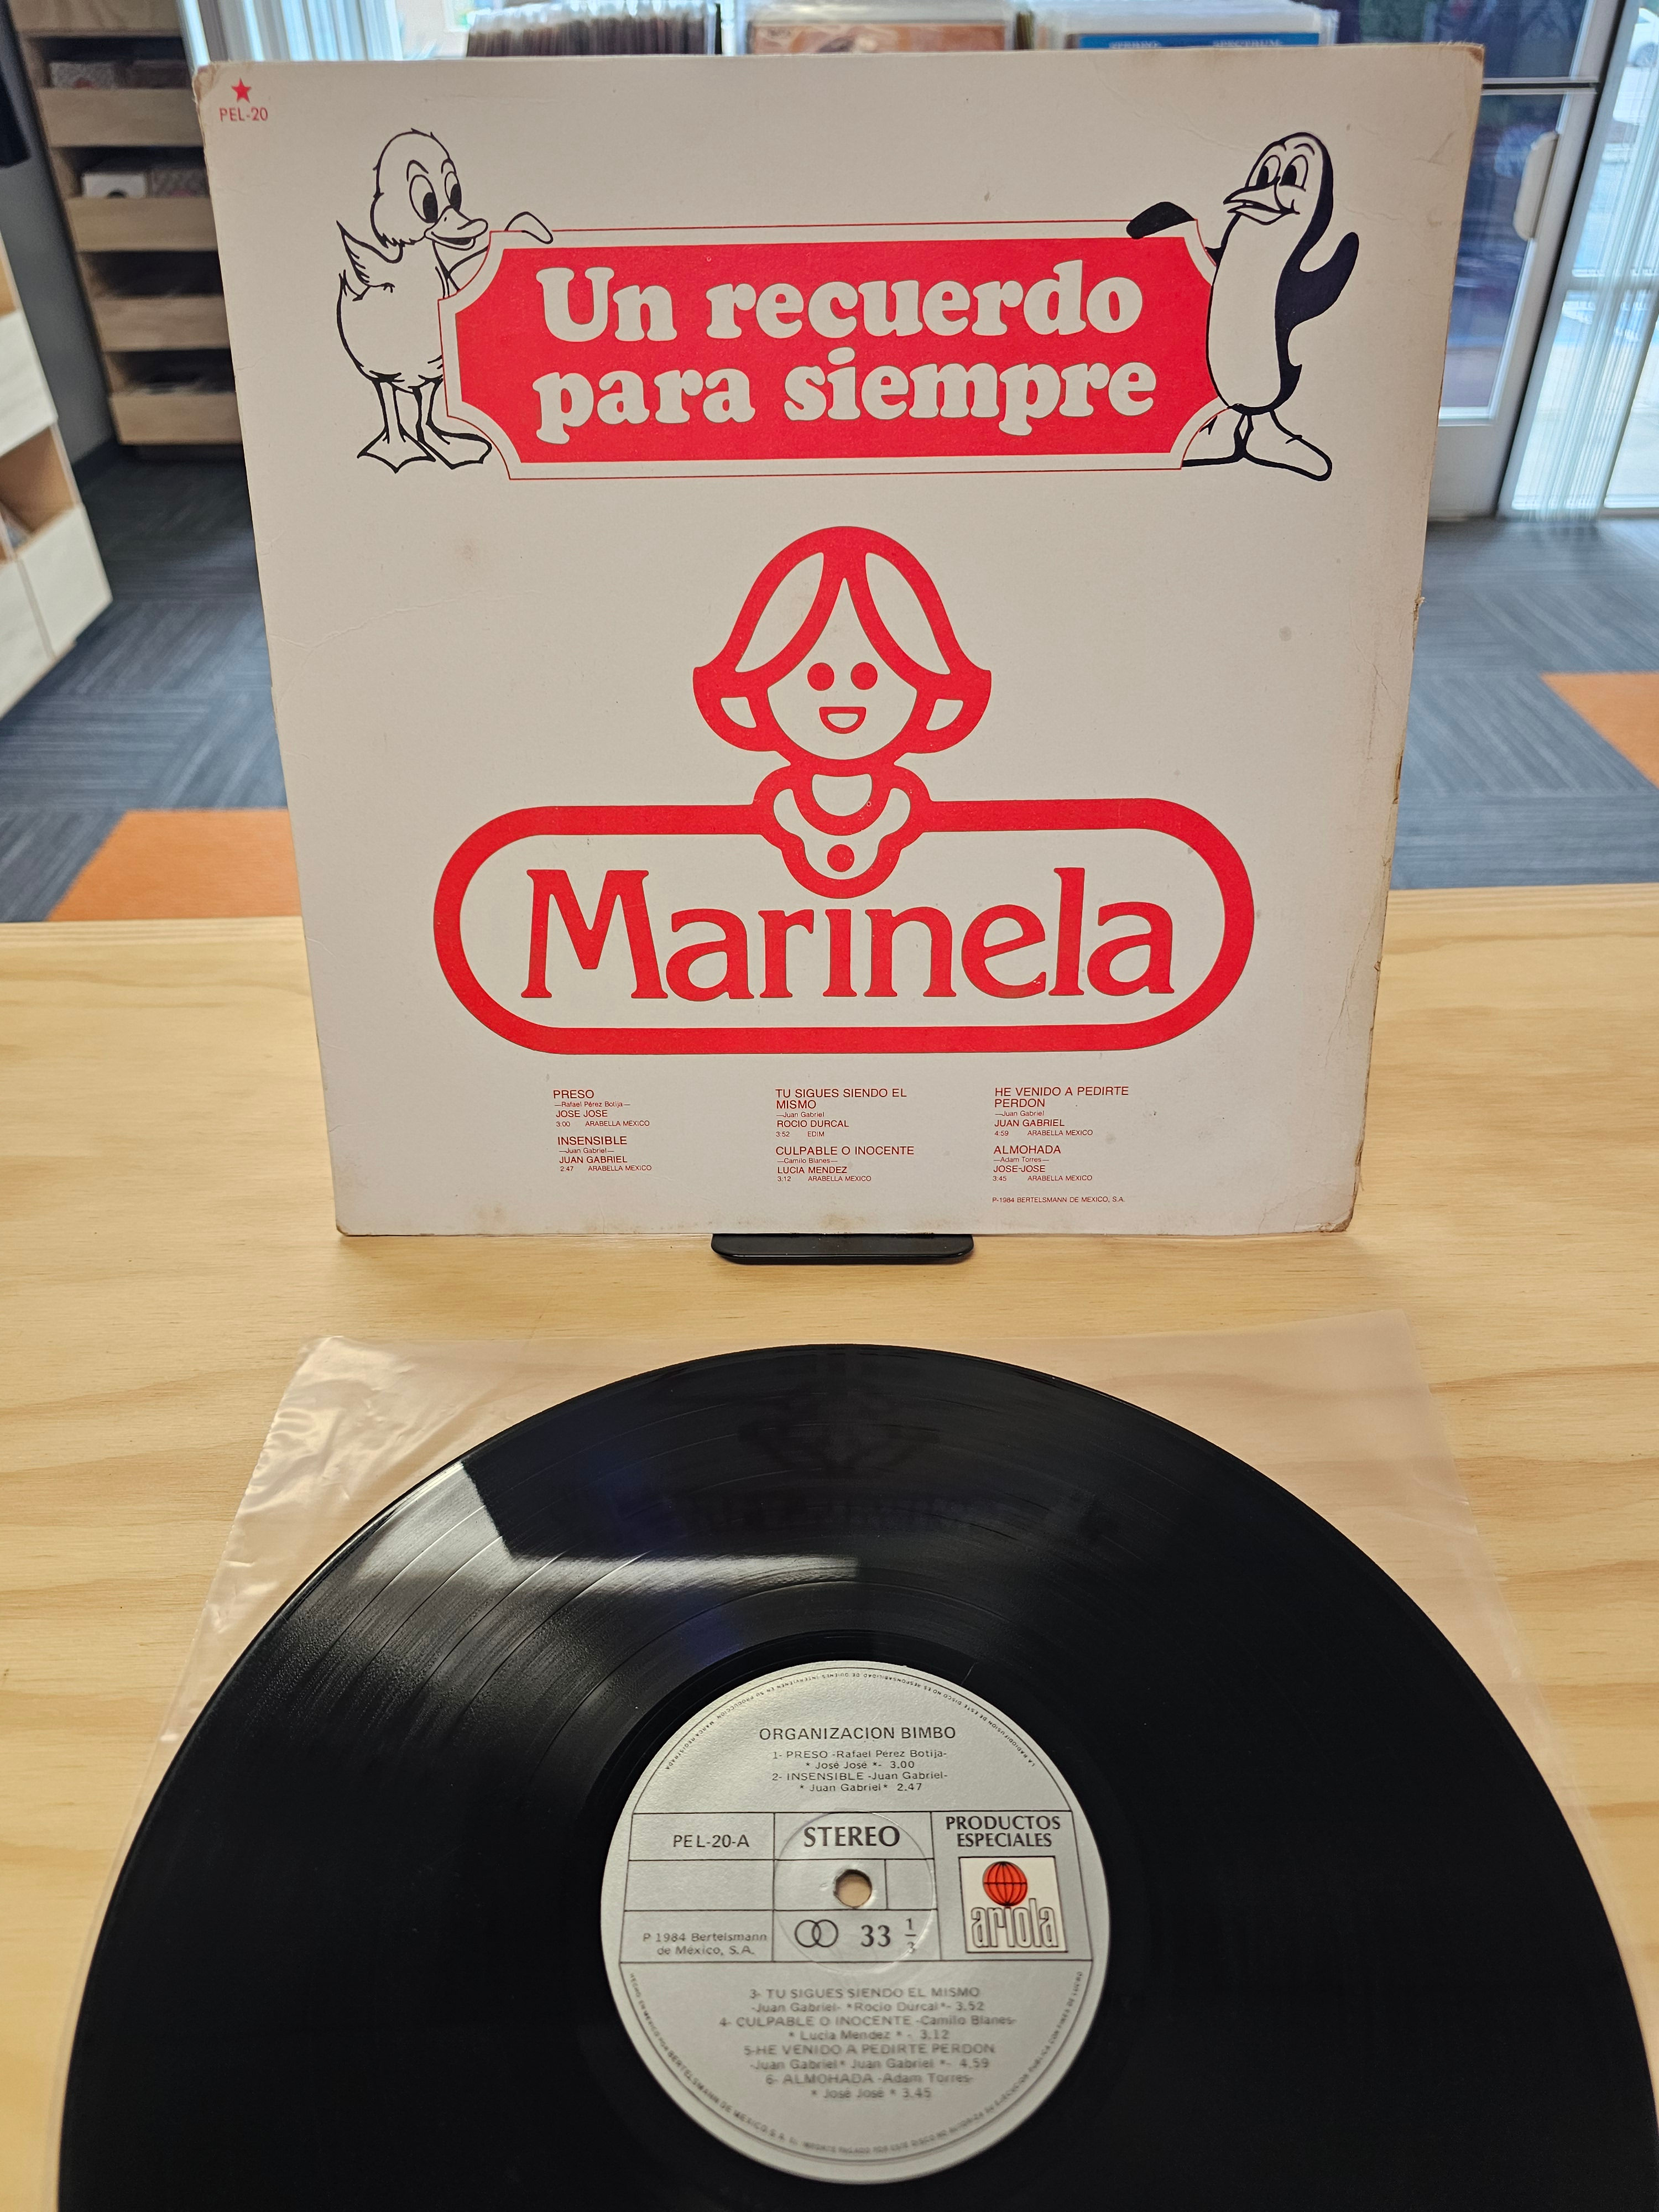 PEL-20
Un recuerdo
para siempre
Marinela
PRESO
—Rafael Pérez Botija—
JOSE JOSE
3:00 ARABELLA MEXICO
INSENSIBLE
—Juan Gabriel—
JUAN GABRIEL
2:47 ARABELLA MEXICO
TU SIGUES SIENDO EL
MISMO
—Juan Gabriel
ROCIO DURCAL
3:52 EDIM
CULPABLE O INOCENTE
—Camilo Blanes—
LUCIA MENDEZ
3:12 ARABELLA MEXICO
HE VENIDO A PEDIRTE
PERDON
—Juan Gabriel
JUAN GABRIEL
4:59 ARABELLA MEXICO
ALMOHADA
—Adam Torres—
JOSE-JOSE
3:45 ARABELLA MEXICO
P-1984 BERTELSMANN DE MEXICO, S.A.
ORGANIZACION BIMBO
1- PRESO -Rafael Perez Botija-
* José José *- 3.00
2- INSENSIBLE -Juan Gabriel-
* Juan Gabriel* 2.47
PEL-20-A
STEREO
PRODUCTOS
ESPECIALES
ariola
P 1984 Bertelsmann
de México, S.A.
33 1/3
3- TU SIGUES SIENDO EL MISMO
-Juan Gabriel- *Rocio Durcal*- 3.52
4- CULPABLE O INOCENTE -Camilo Blanes-
* Lucia Mendez * - 3.12
5-HE VENIDO A PEDIRTE PERDON
-Juan Gabriel* Juan Gabriel *- 4.59
6- ALMOHADA -Adam Torres-
* José José * 3.45